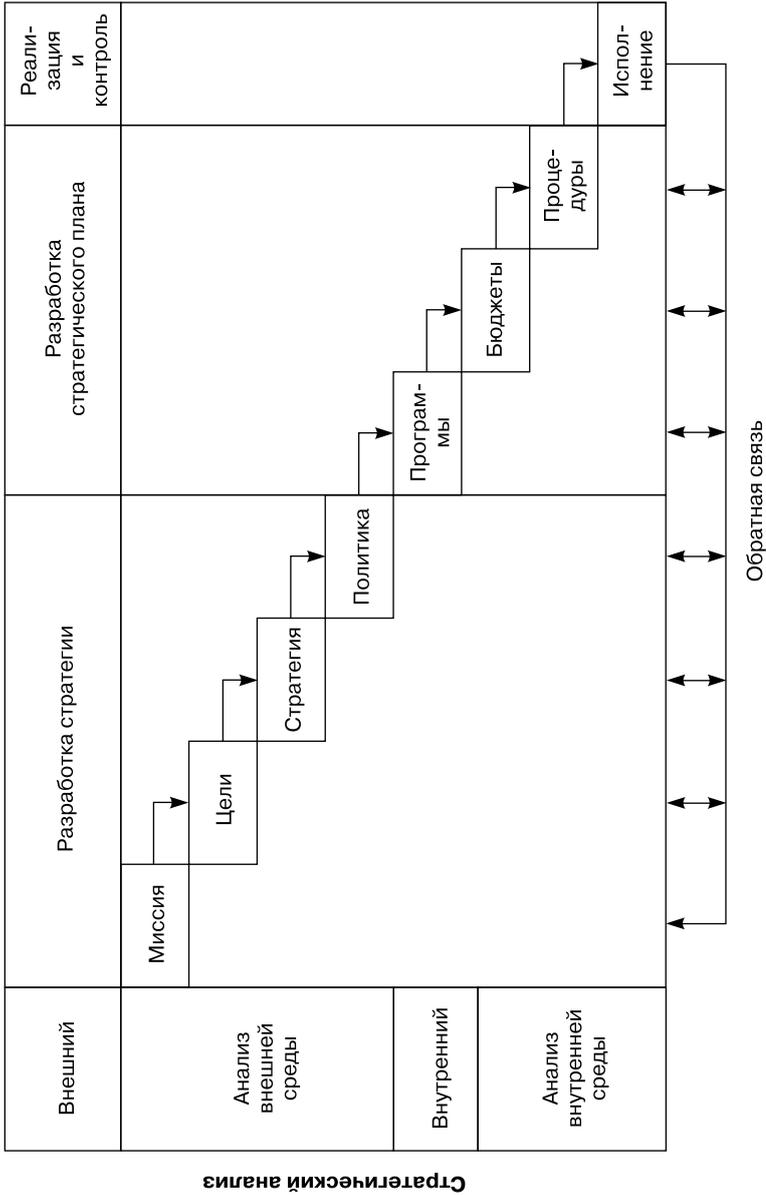 Стратегический анализ
Внешний
Анализ
внешней
среды
Внутренний
Анализ
внутренней
среды
Разработка стратегии
Миссия
Цели
Стратегия
Политика
Разработка
стратегического плана
Програм-
мы
Бюджеты
Проце-
дуры
Реали-
зация
и
контроль
Испол-
нение
Обратная связь